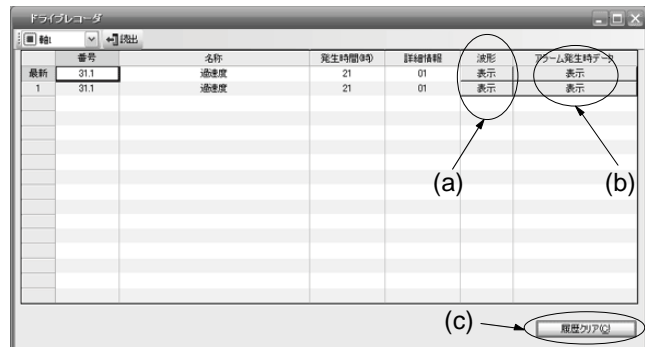 ドライブレコーダ
軸1 読出
番号 名称 発生時間(時) 詳細情報 波形 アラーム発生時データ
最新 31.1 過速度 21 01 表示 表示
1 31.1 過速度 21 01 表示 表示
(a) (b)
(c) 履歴クリア(C)